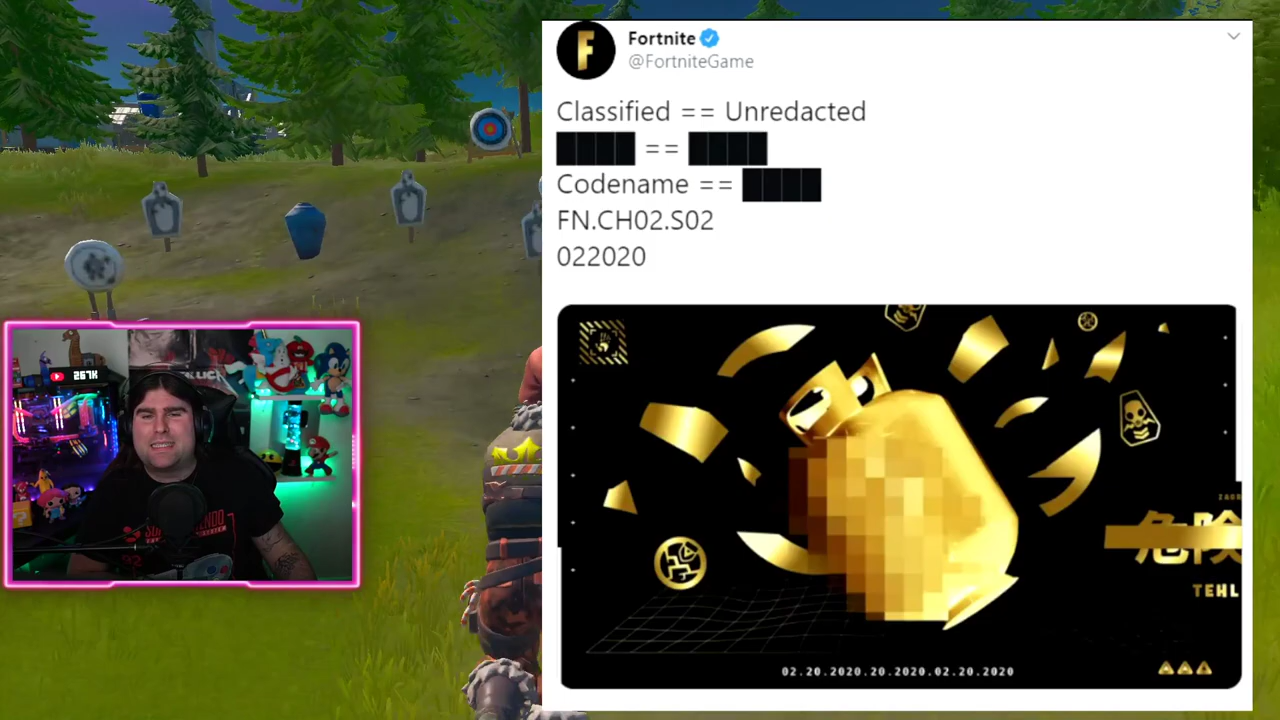 Fortnite
@FortniteGame
Classified == Unredacted
████ == ████
Codename == ████
FN.CH02.S02
022020
危険
TEHL
02.20.2020.20.2020.02.20.2020
267K